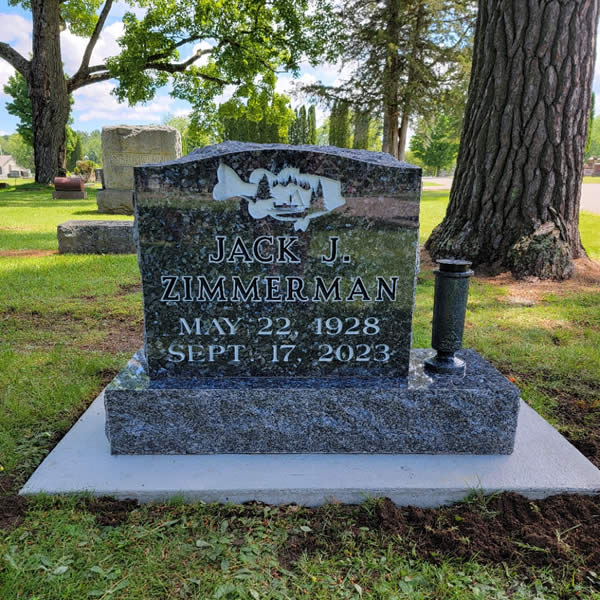 JACK J.
ZIMMERMAN
MAY 22, 1928
SEPT. 17, 2023